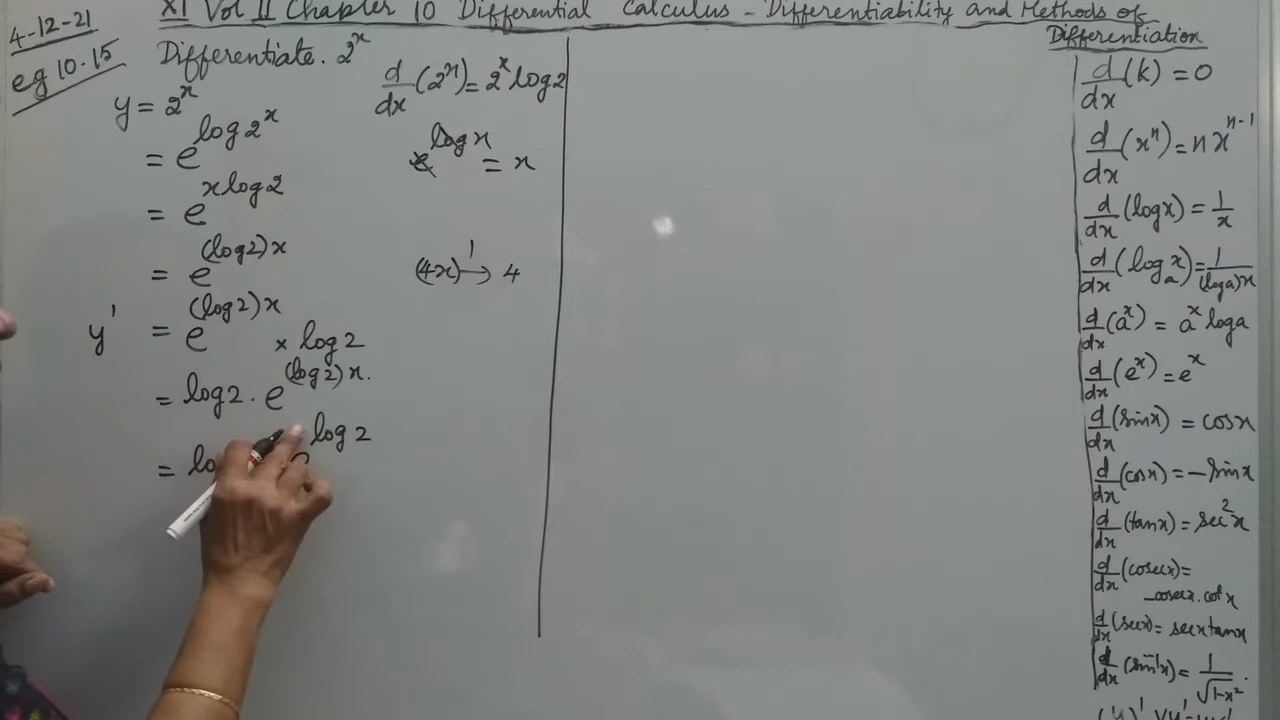 XI Vol II Chapter 10 Differential Calculus - Differentiability and Methods of Differentiation
4-12-21
eg 10.15
Differentiate. 2^x
y = 2^x
= e^{log 2^x}
= e^{x log 2}
= e^{(log 2) x}
y' = e^{(log 2) x} × log 2
= log 2 . e^{(log 2) x}.
= lo log 2
d/dx (2^x) = 2^x log 2
e^{log x} = x
(4x)' → 4
d/dx (k) = 0
d/dx (x^n) = n x^{n-1}
d/dx (log x) = 1/x
d/dx (log_a x) = 1/((log a) x)
d/dx (a^x) = a^x log a
d/dx (e^x) = e^x
d/dx (sin x) = cos x
d/dx (cos x) = - sin x
d/dx (tan x) = sec^2 x
d/dx (cosec x) =
-cosec x . cot x
d/dx (sec x) = sec x tan x
d/dx (sin^{-1} x) = 1/√(1-x^2) .